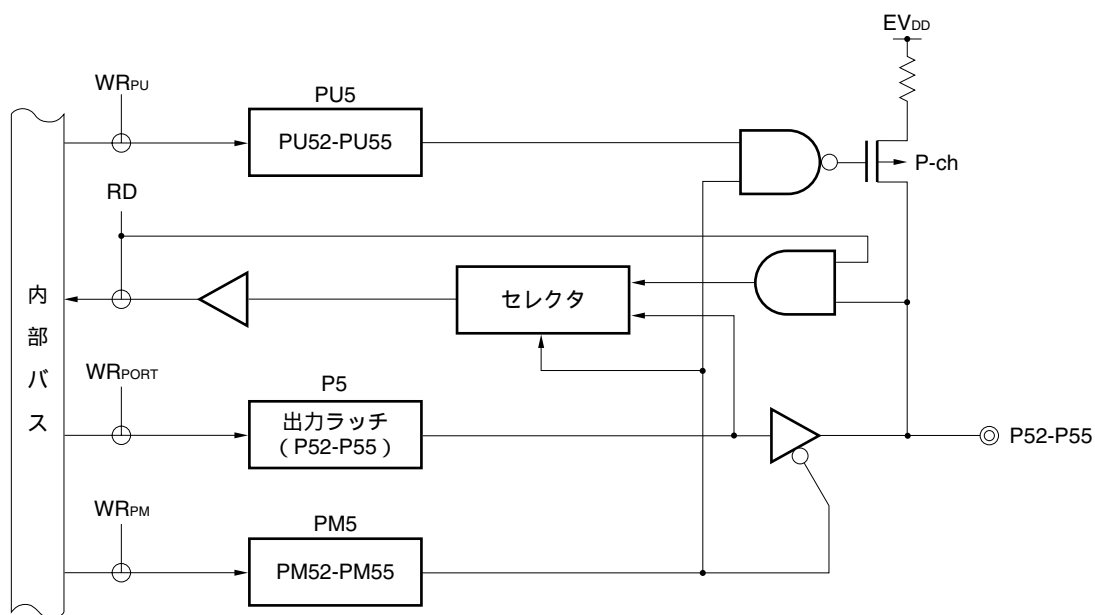 EVDD
WRPU
PU5
PU52-PU55
P-ch
RD
セレクタ
内部バス
WRPORT
P5
出力ラッチ
(P52-P55)
P52-P55
WRPM
PM5
PM52-PM55